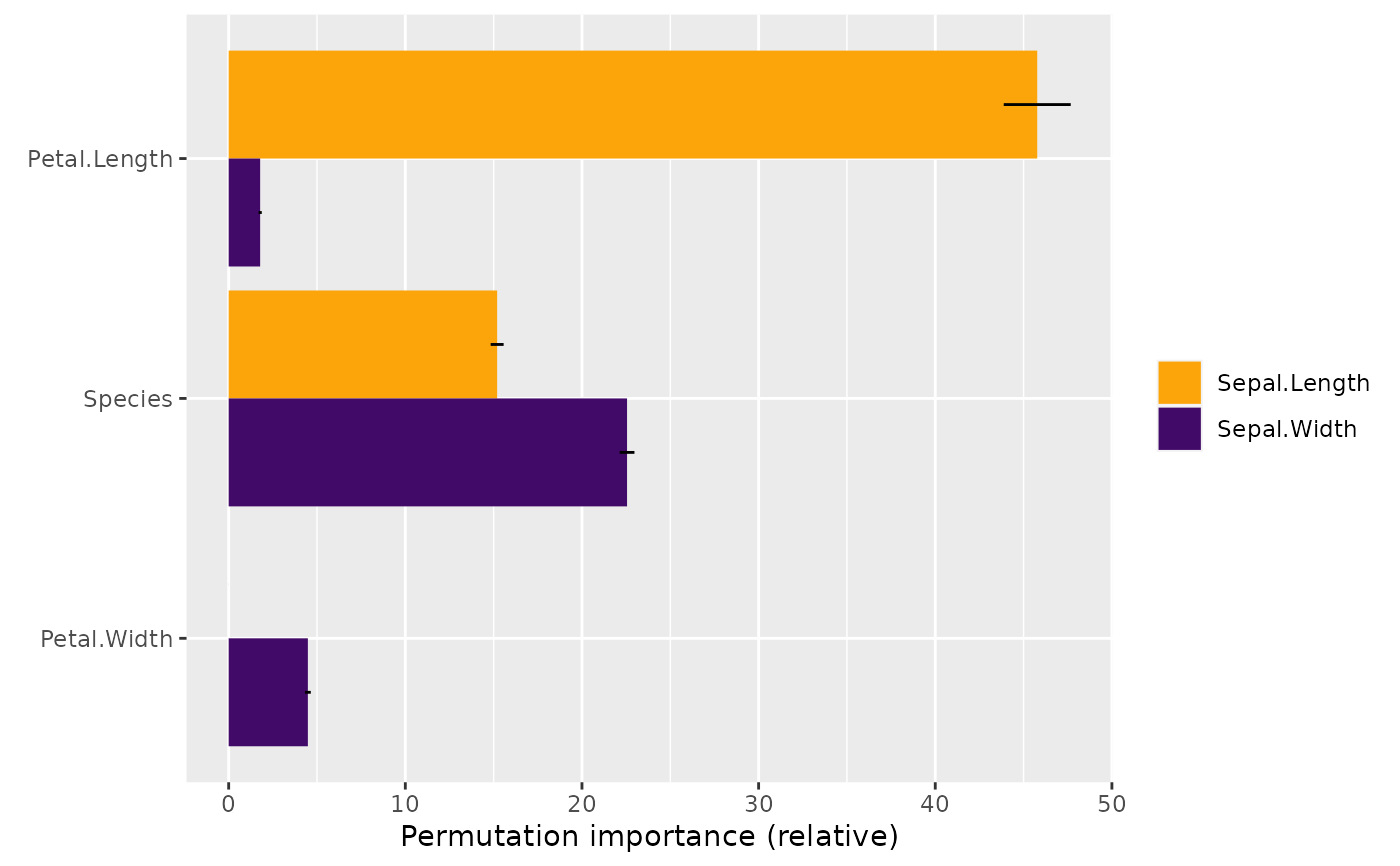 Petal.Length
Species
Petal.Width
0 10 20 30 40 50
Permutation importance (relative)
Sepal.Length
Sepal.Width